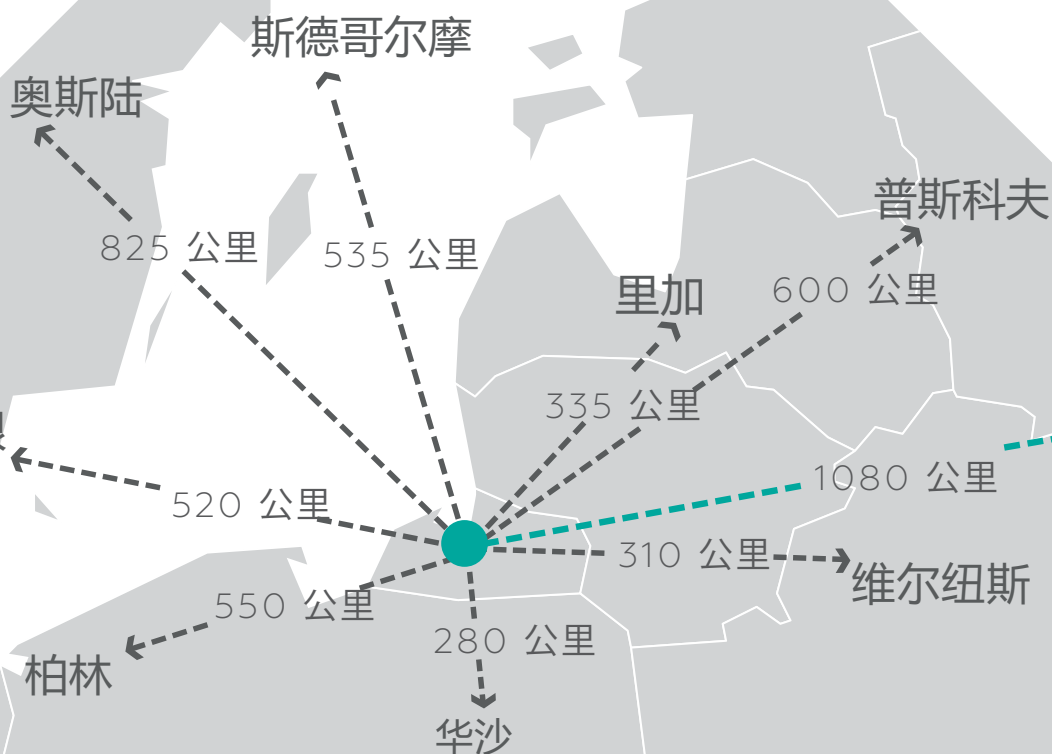 斯德哥尔摩
奥斯陆
普斯科夫
825 公里
535 公里
里加
600 公里
335 公里
1080 公里
520 公里
310 公里
维尔纽斯
550 公里
280 公里
柏林
华沙